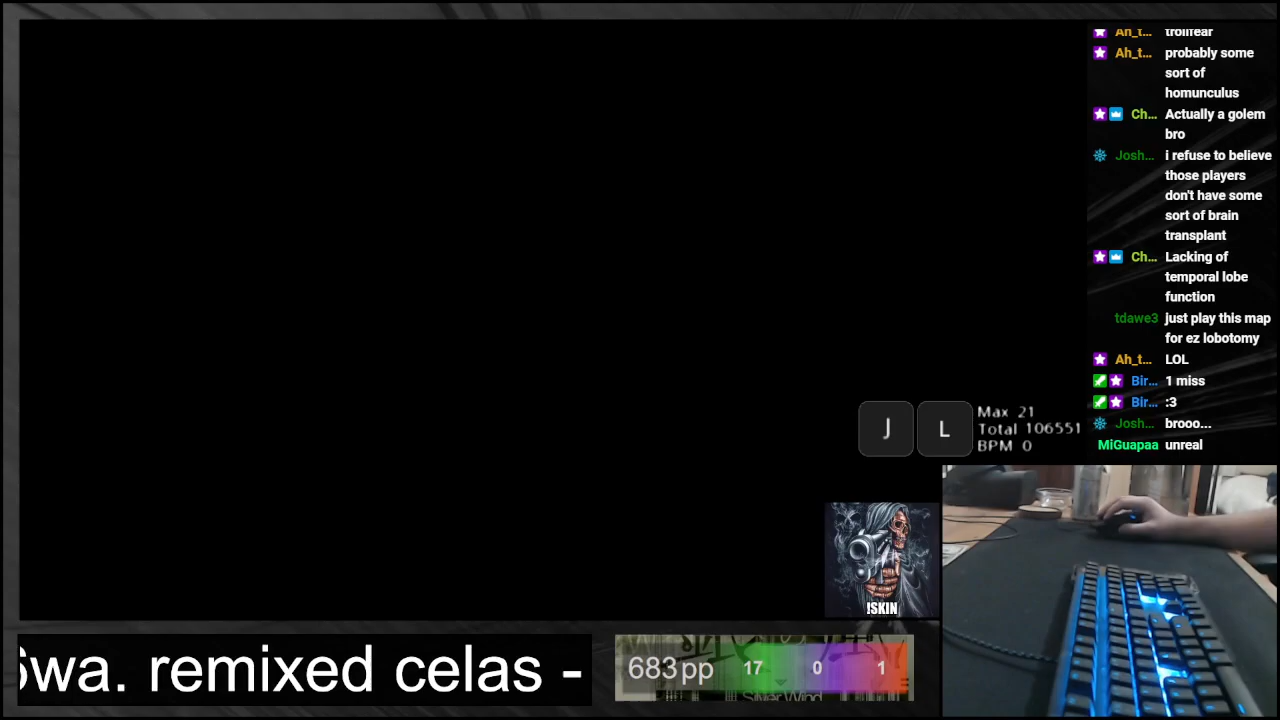 Ah_t... trollfear
Ah_t... probably some
sort of
homunculus
Ch... Actually a golem
bro
Josh... i refuse to believe
those players
don't have some
sort of brain
transplant
Ch... Lacking of
temporal lobe
function
tdawe3 just play this map
for ez lobotomy
Ah_t... LOL
Bir... 1 miss
Bir... :3
Josh... brooo...
MiGuapaa unreal
J L
Max 21
Total 106551
BPM 0
!SKIN
6wa. remixed celas -
683pp 17 0 1
Silver Wind